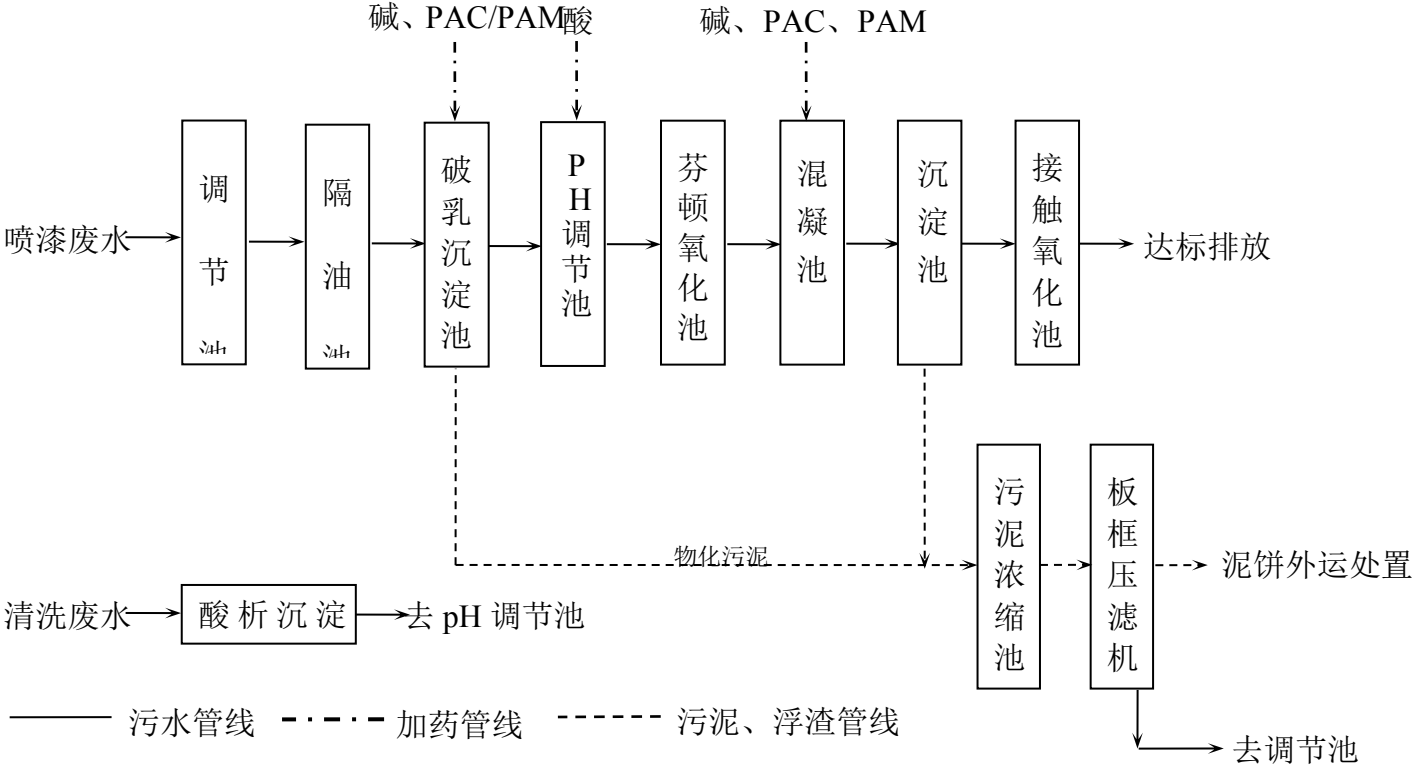 碱、PAC/PAM
酸
碱、PAC、PAM
喷漆废水
调节池
隔油池
破乳沉淀池
PH调节池
芬顿氧化池
混凝池
沉淀池
接触氧化池
达标排放
物化污泥
污泥浓缩池
板框压滤机
泥饼外运处置
清洗废水
酸析沉淀
去 pH 调节池
污水管线
加药管线
污泥、浮渣管线
去调节池